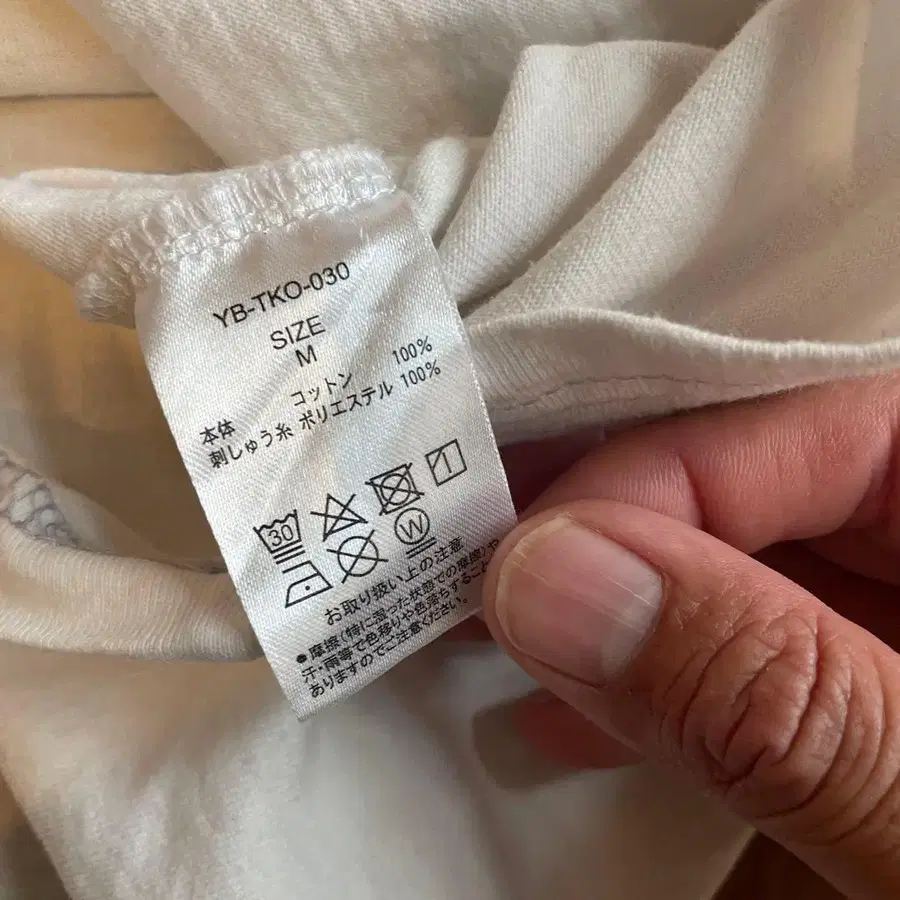 YB-TKO-030
SIZE
M
本体 コットン 100%
刺しゅう糸 ポリエステル 100%
30
W
お取り扱い上の注意
●摩擦(特に湿った状態での摩擦)や
汗・雨等で色移りや色落ちすること
ありますのでご注意ください。